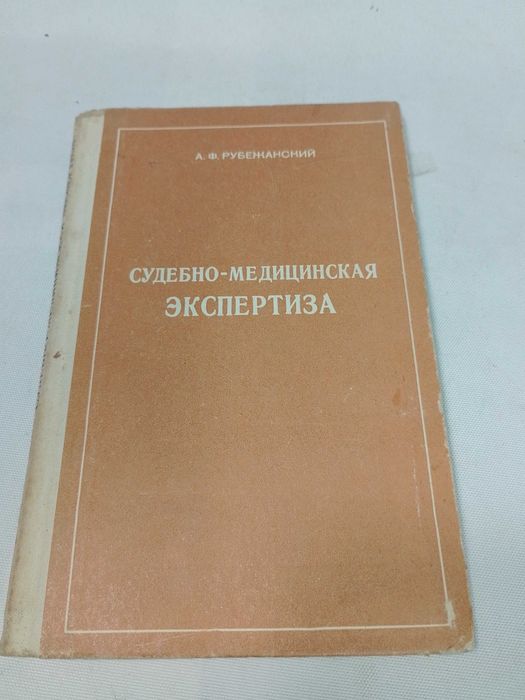 А. Ф. РУБЕЖАНСКИЙ
СУДЕБНО-МЕДИЦИНСКАЯ
ЭКСПЕРТИЗА